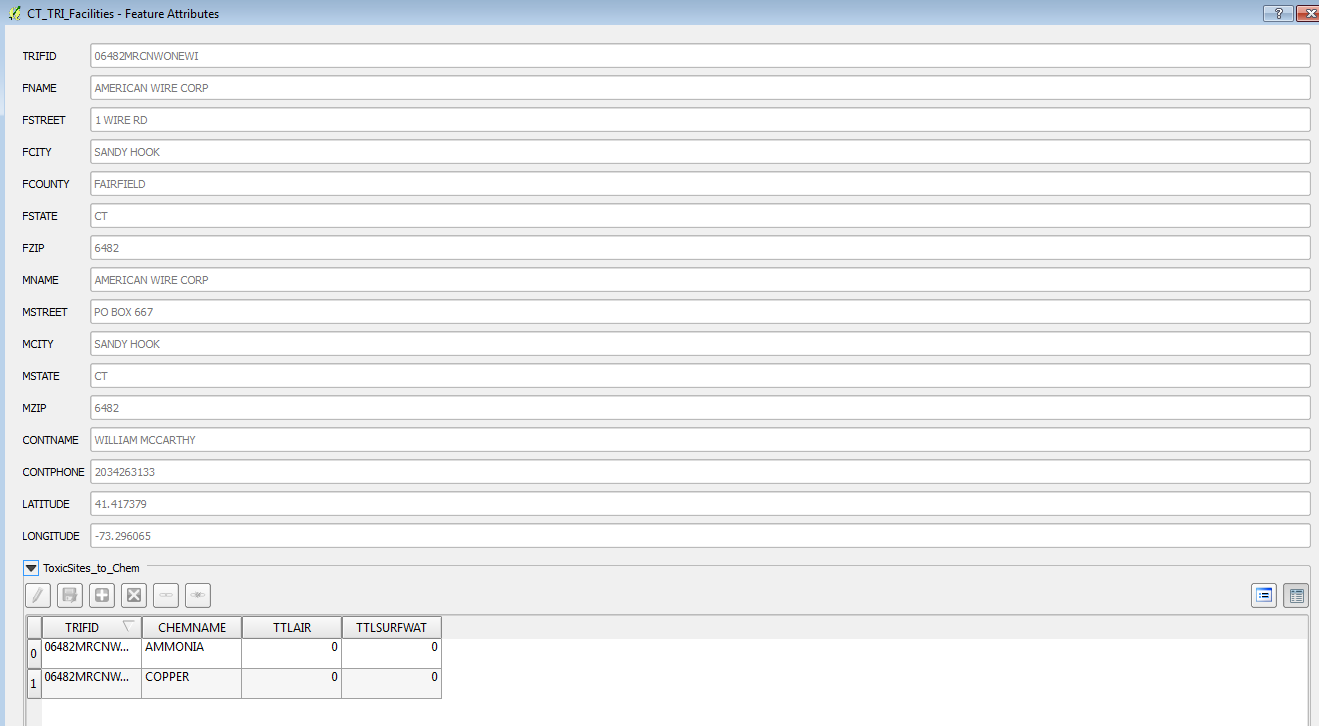 CT_TRI_Facilities - Feature Attributes
TRIFID 06482MRCNWONEWI
FNAME AMERICAN WIRE CORP
FSTREET 1 WIRE RD
FCITY SANDY HOOK
FCOUNTY FAIRFIELD
FSTATE CT
FZIP 6482
MNAME AMERICAN WIRE CORP
MSTREET PO BOX 667
MCITY SANDY HOOK
MSTATE CT
MZIP 6482
CONTNAME WILLIAM MCCARTHY
CONTPHONE 2034263133
LATITUDE 41.417379
LONGITUDE -73.296065
ToxicSites_to_Chem
TRIFID CHEMNAME TTLAIR TTLSURFWAT
0 06482MRCNW... AMMONIA 0 0
1 06482MRCNW... COPPER 0 0